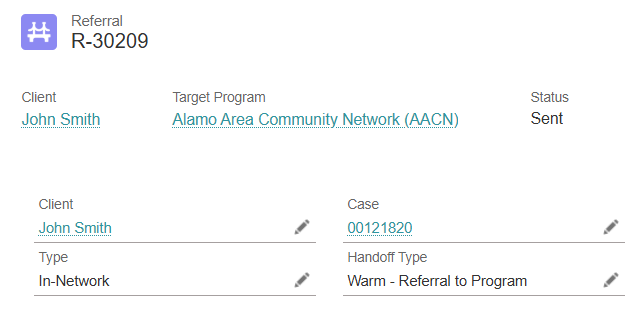 Referral
R-30209
Client Target Program Status
John Smith Alamo Area Community Network (AACN) Sent
Client Case
John Smith 00121820
Type Handoff Type
In-Network Warm - Referral to Program